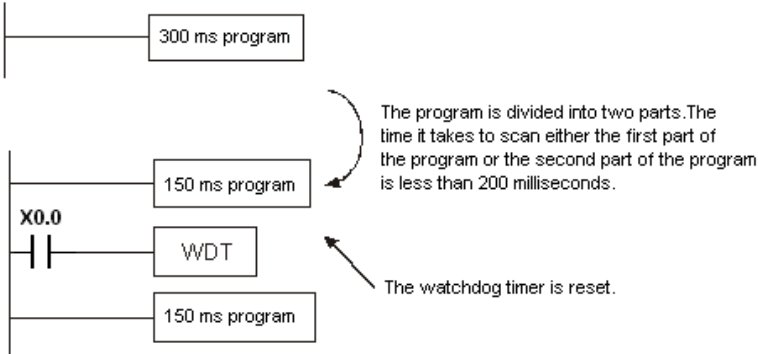 300 ms program
The program is divided into two parts.The
time it takes to scan either the first part of
the program or the second part of the program
is less than 200 milliseconds.
150 ms program
X0.0
WDT
The watchdog timer is reset.
150 ms program